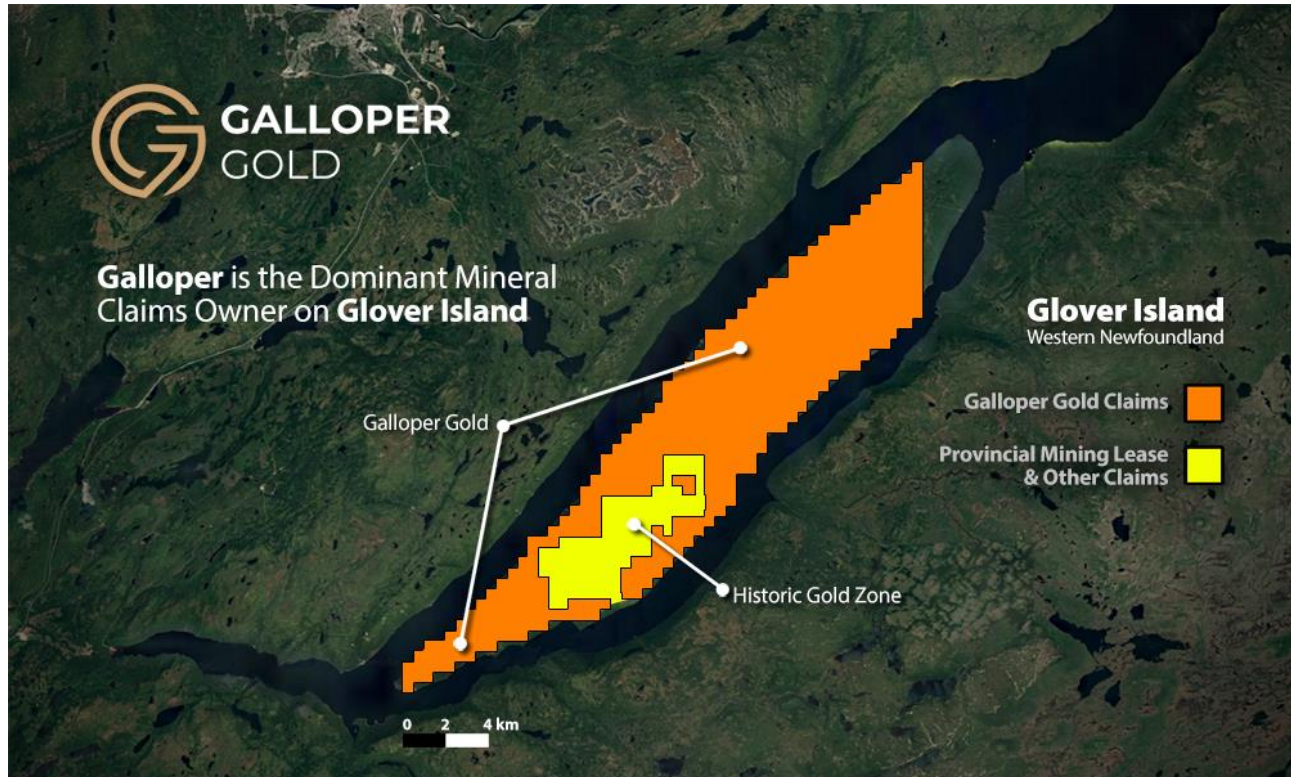 GALLOPER
GOLD
Galloper is the Dominant Mineral
Claims Owner on Glover Island
Glover Island
Western Newfoundland
Galloper Gold Claims
Provincial Mining Lease
& Other Claims
Galloper Gold
Historic Gold Zone
0 2 4 km